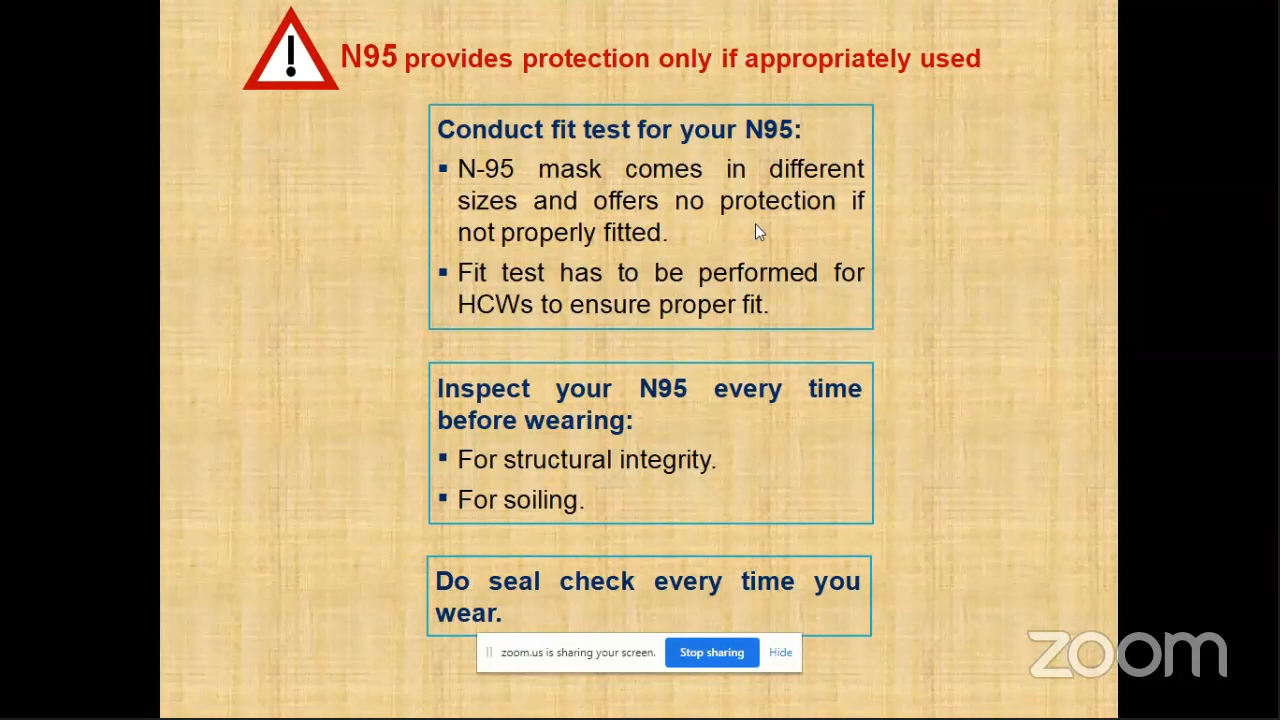 N95 provides protection only if appropriately used
Conduct fit test for your N95:
▪ N-95 mask comes in different
sizes and offers no protection if
not properly fitted.
▪ Fit test has to be performed for
HCWs to ensure proper fit.
Inspect your N95 every time
before wearing:
▪ For structural integrity.
▪ For soiling.
Do seal check every time you
wear.
zoom.us is sharing your screen. Stop sharing Hide
zoom